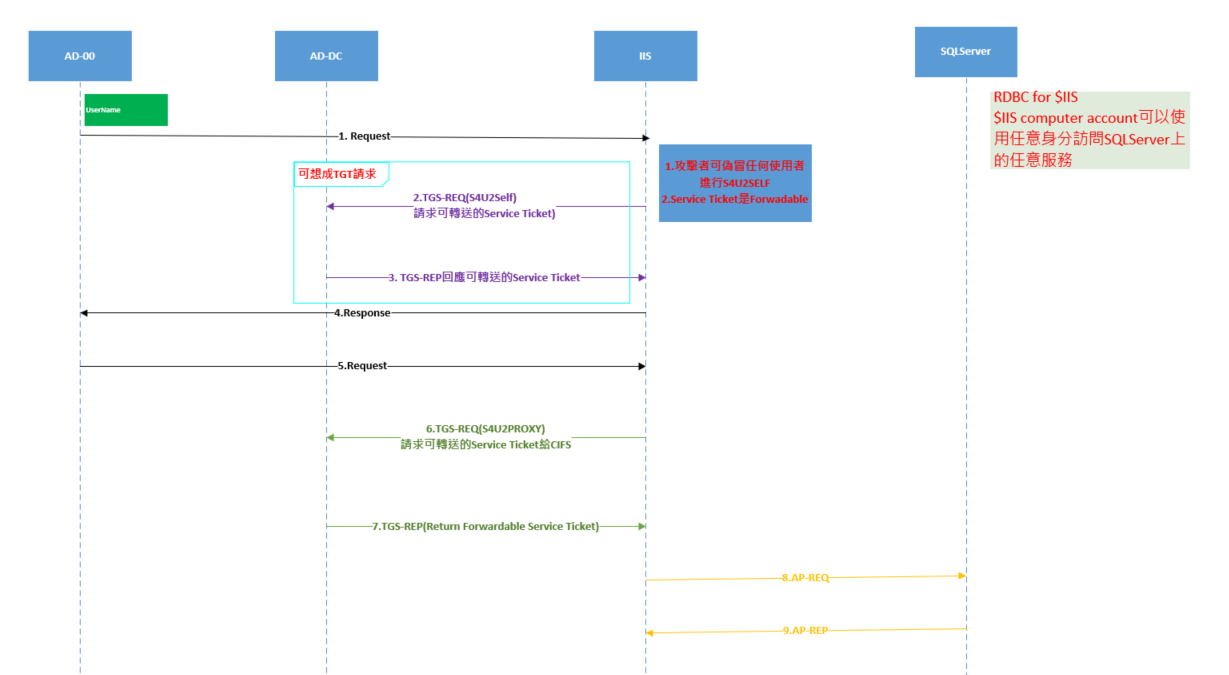 AD-00
AD-DC
IIS
SQLServer
UserName
RDBC for $IIS
$IIS computer account可以使
用任意身分訪問SQLServer上
的任意服務
1. Request
可想成TGT請求
1.攻擊者可偽冒任何使用者
進行S4U2SELF
2.Service Ticket是Forwadable
2.TGS-REQ(S4U2Self)
請求可轉送的Service Ticket)
3. TGS-REP回應可轉送的Service Ticket
4.Response
5.Request
6.TGS-REQ(S4U2PROXY)
請求可轉送的Service Ticket給CIFS
7.TGS-REP(Return Forwardable Service Ticket)
8.AP-REQ
9.AP-REP